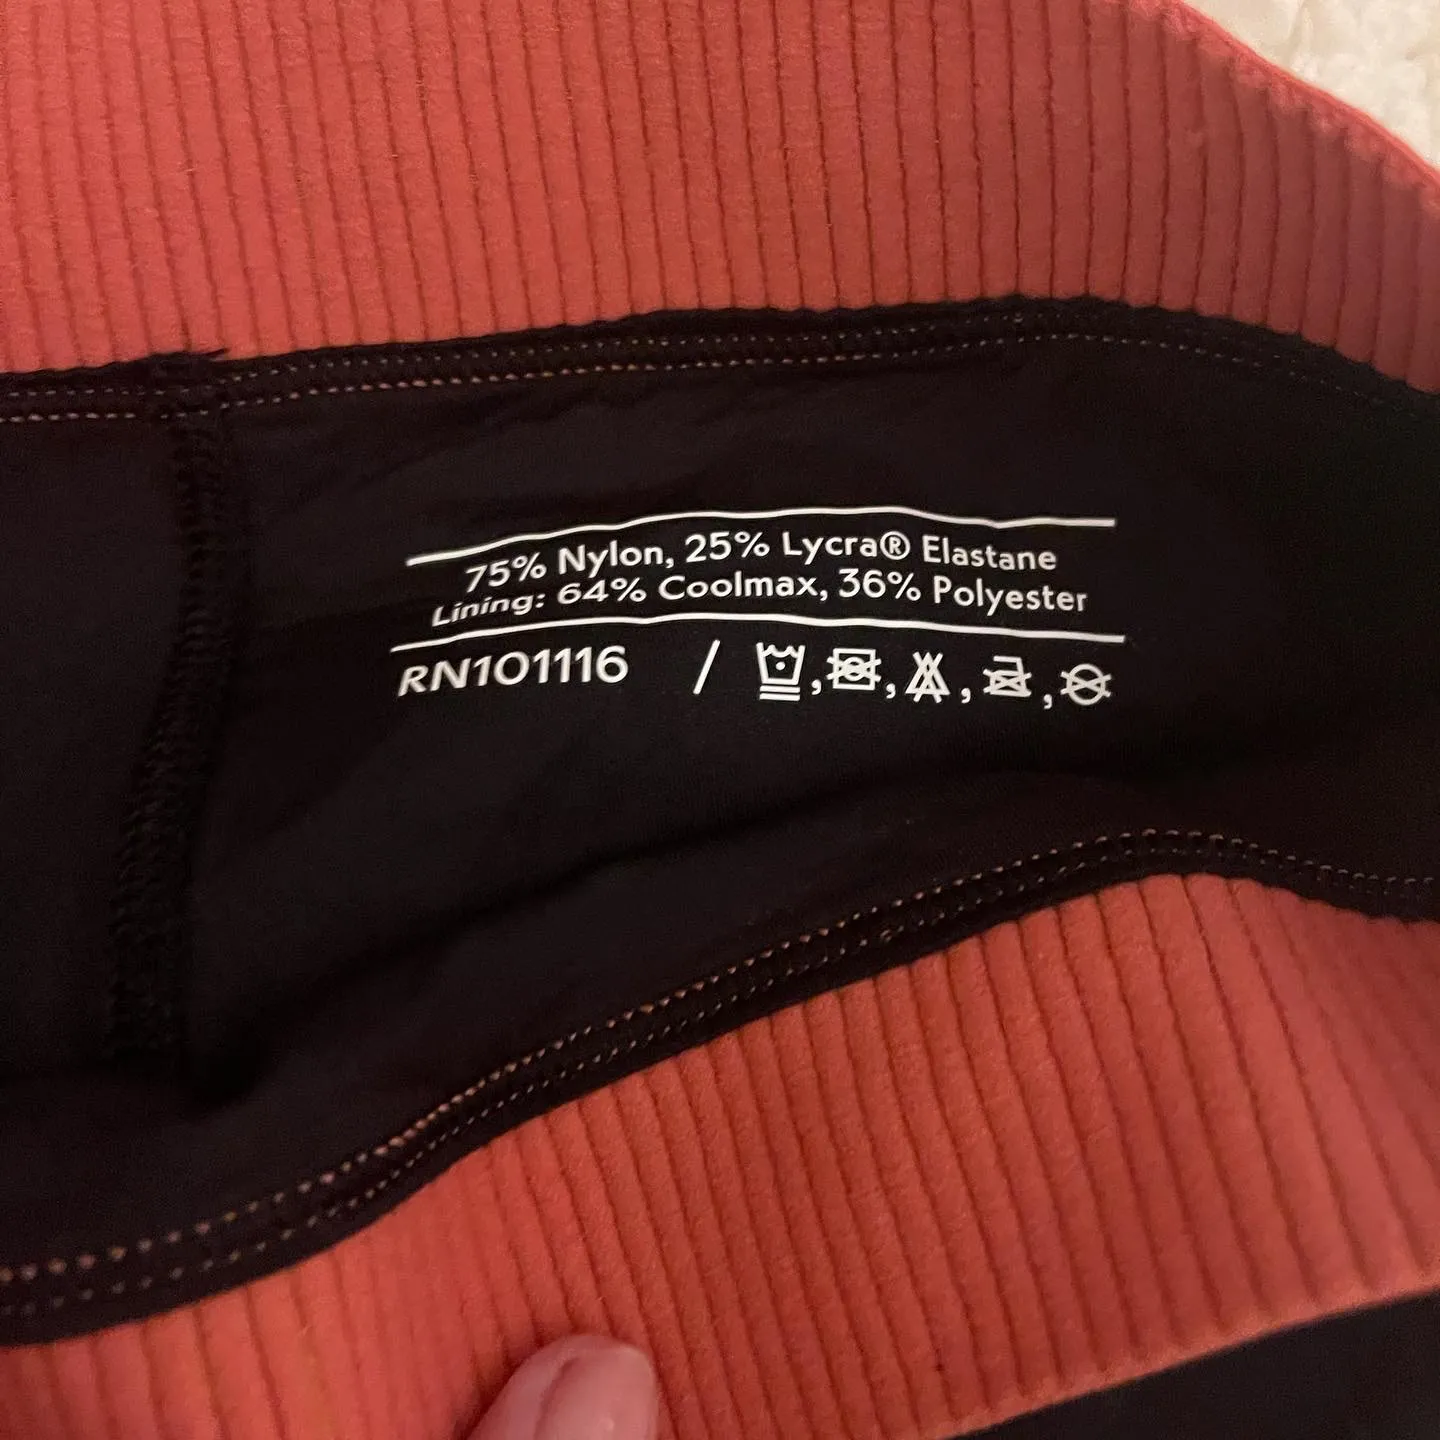 75% Nylon, 25% Lycra® Elastane
Lining: 64% Coolmax, 36% Polyester
RN101116 / , , , ,